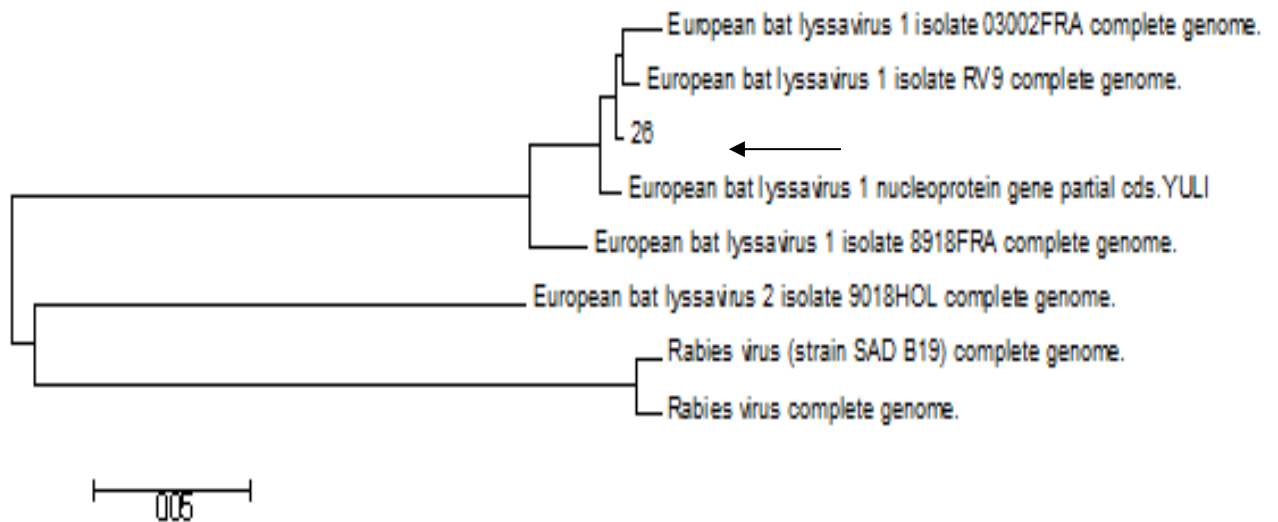 European bat lyssavirus 1 isolate 03002FRA complete genome.
European bat lyssavirus 1 isolate RV9 complete genome.
26
European bat lyssavirus 1 nucleoprotein gene partial cds.YULI
European bat lyssavirus 1 isolate 8918FRA complete genome.
European bat lyssavirus 2 isolate 9018HOL complete genome.
Rabies virus (strain SAD B19) complete genome.
Rabies virus complete genome.
0.05